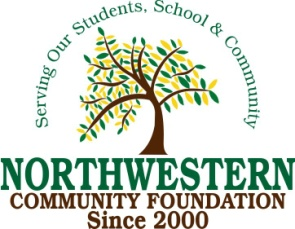 Serving Our Students, School & Community
NORTHWESTERN
COMMUNITY FOUNDATION
Since 2000